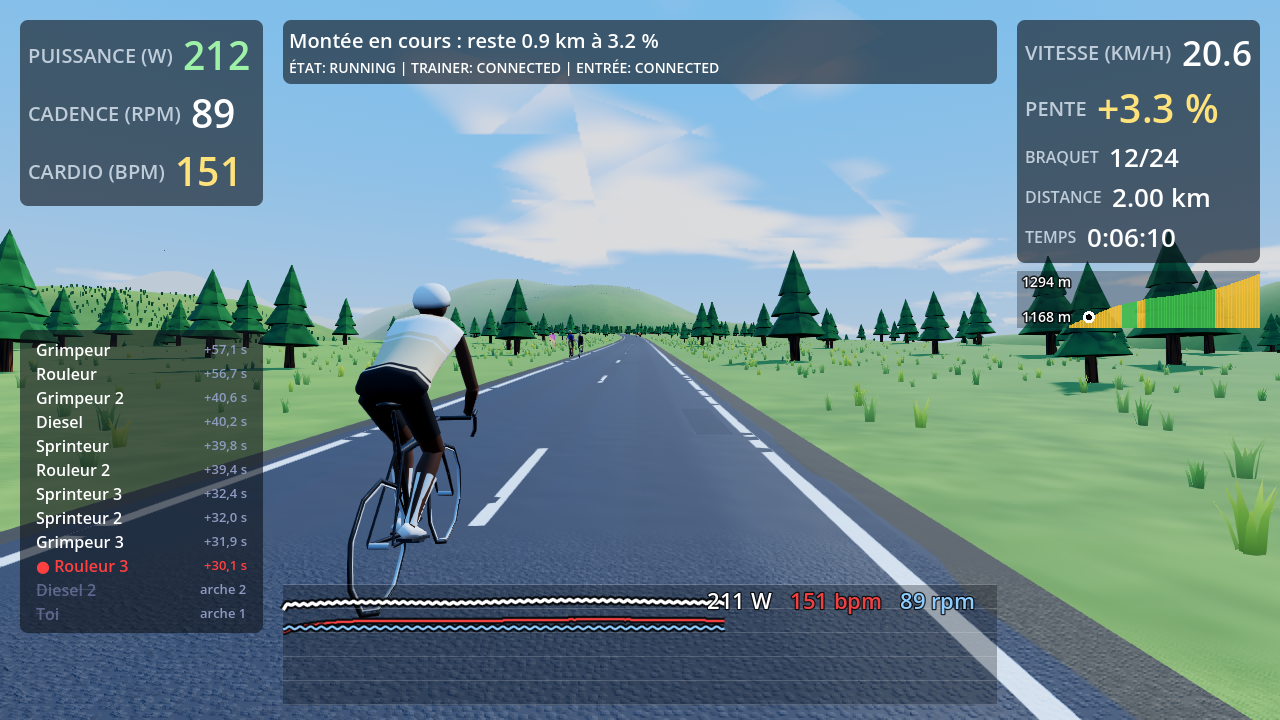 PUISSANCE (W) 212
CADENCE (RPM) 89
CARDIO (BPM) 151
Montée en cours : reste 0.9 km à 3.2 %
ÉTAT: RUNNING | TRAINER: CONNECTED | ENTRÉE: CONNECTED
VITESSE (KM/H) 20.6
PENTE +3.3 %
BRAQUET 12/24
DISTANCE 2.00 km
TEMPS 0:06:10
1294 m
1168 m
Grimpeur +57,1 s
Rouleur +56,7 s
Grimpeur 2 +40,6 s
Diesel +40,2 s
Sprinteur +39,8 s
Rouleur 2 +39,4 s
Sprinteur 3 +32,4 s
Sprinteur 2 +32,0 s
Grimpeur 3 +31,9 s
Rouleur 3 +30,1 s
Diesel 2 arche 2
Toi arche 1
211 W 151 bpm 89 rpm